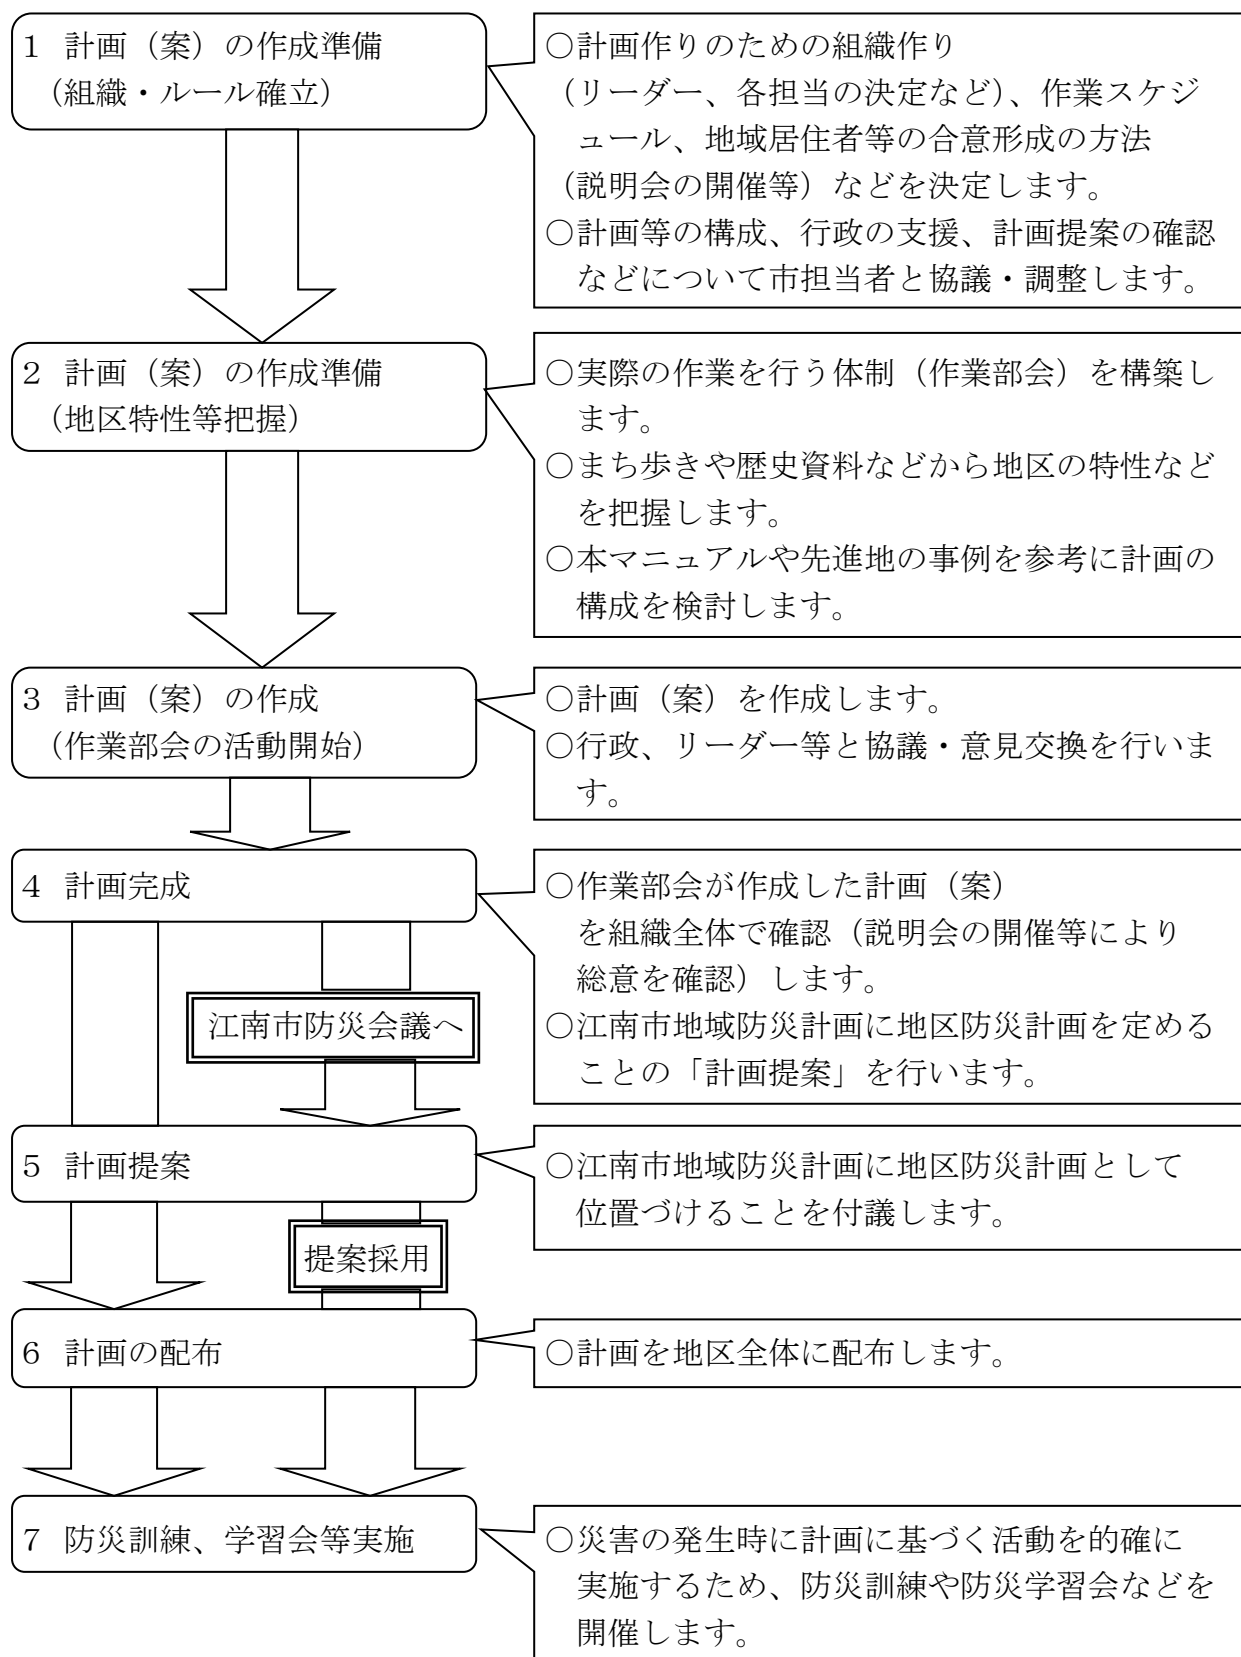 １ 計画（案）の作成準備
（組織・ルール確立）
○計画作りのための組織作り
（リーダー、各担当の決定など）、作業スケジ
ュール、地域居住者等の合意形成の方法
（説明会の開催等）などを決定します。
○計画等の構成、行政の支援、計画提案の確認
などについて市担当者と協議・調整します。
２ 計画（案）の作成準備
（地区特性等把握）
○実際の作業を行う体制（作業部会）を構築し
ます。
○まち歩きや歴史資料などから地区の特性など
を把握します。
○本マニュアルや先進地の事例を参考に計画の
構成を検討します。
３ 計画（案）の作成
（作業部会の活動開始）
○計画（案）を作成します。
○行政、リーダー等と協議・意見交換を行いま
す。
４ 計画完成
○作業部会が作成した計画（案）
を組織全体で確認（説明会の開催等により
総意を確認）します。
○江南市地域防災計画に地区防災計画を定める
ことの「計画提案」を行います。
江南市防災会議へ
５ 計画提案
○江南市地域防災計画に地区防災計画として
位置づけることを付議します。
提案採用
６ 計画の配布
○計画を地区全体に配布します。
７ 防災訓練、学習会等実施
○災害の発生時に計画に基づく活動を的確に
実施するため、防災訓練や防災学習会などを
開催します。